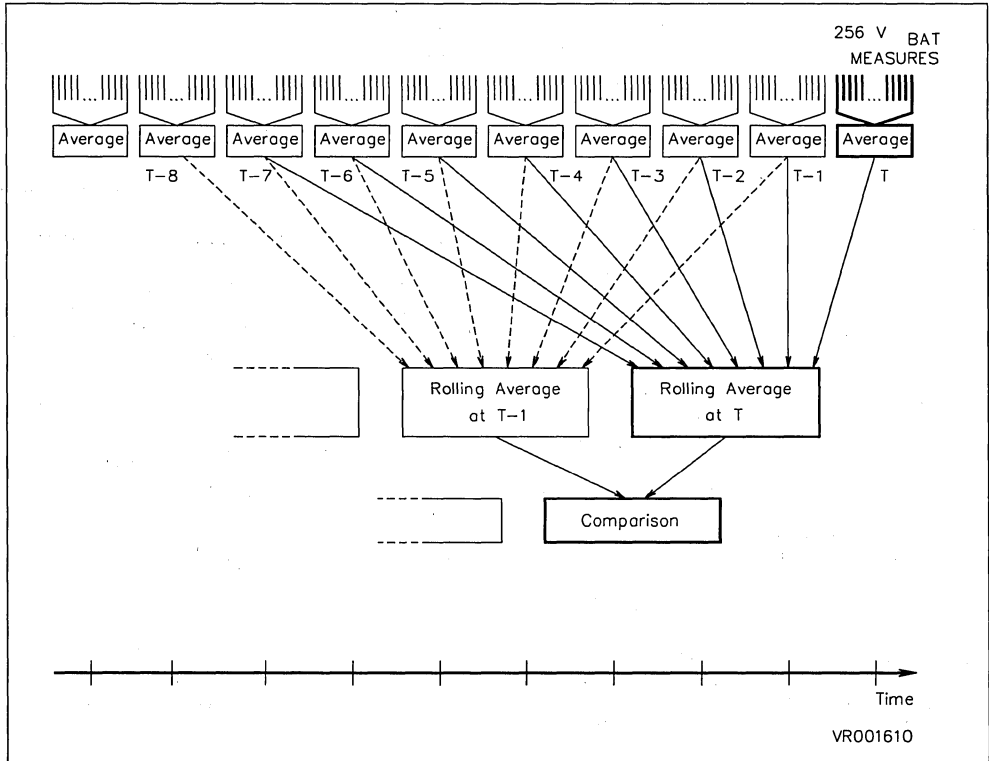 256 V BAT
MEASURES
... ... ... ... ... ... ... ... ... ...
Average Average Average Average Average Average Average Average Average Average
T-8 T-7 T-6 T-5 T-4 T-3 T-2 T-1 T
Rolling Average
at T-1
Rolling Average
at T
Comparison
Time
VR001610